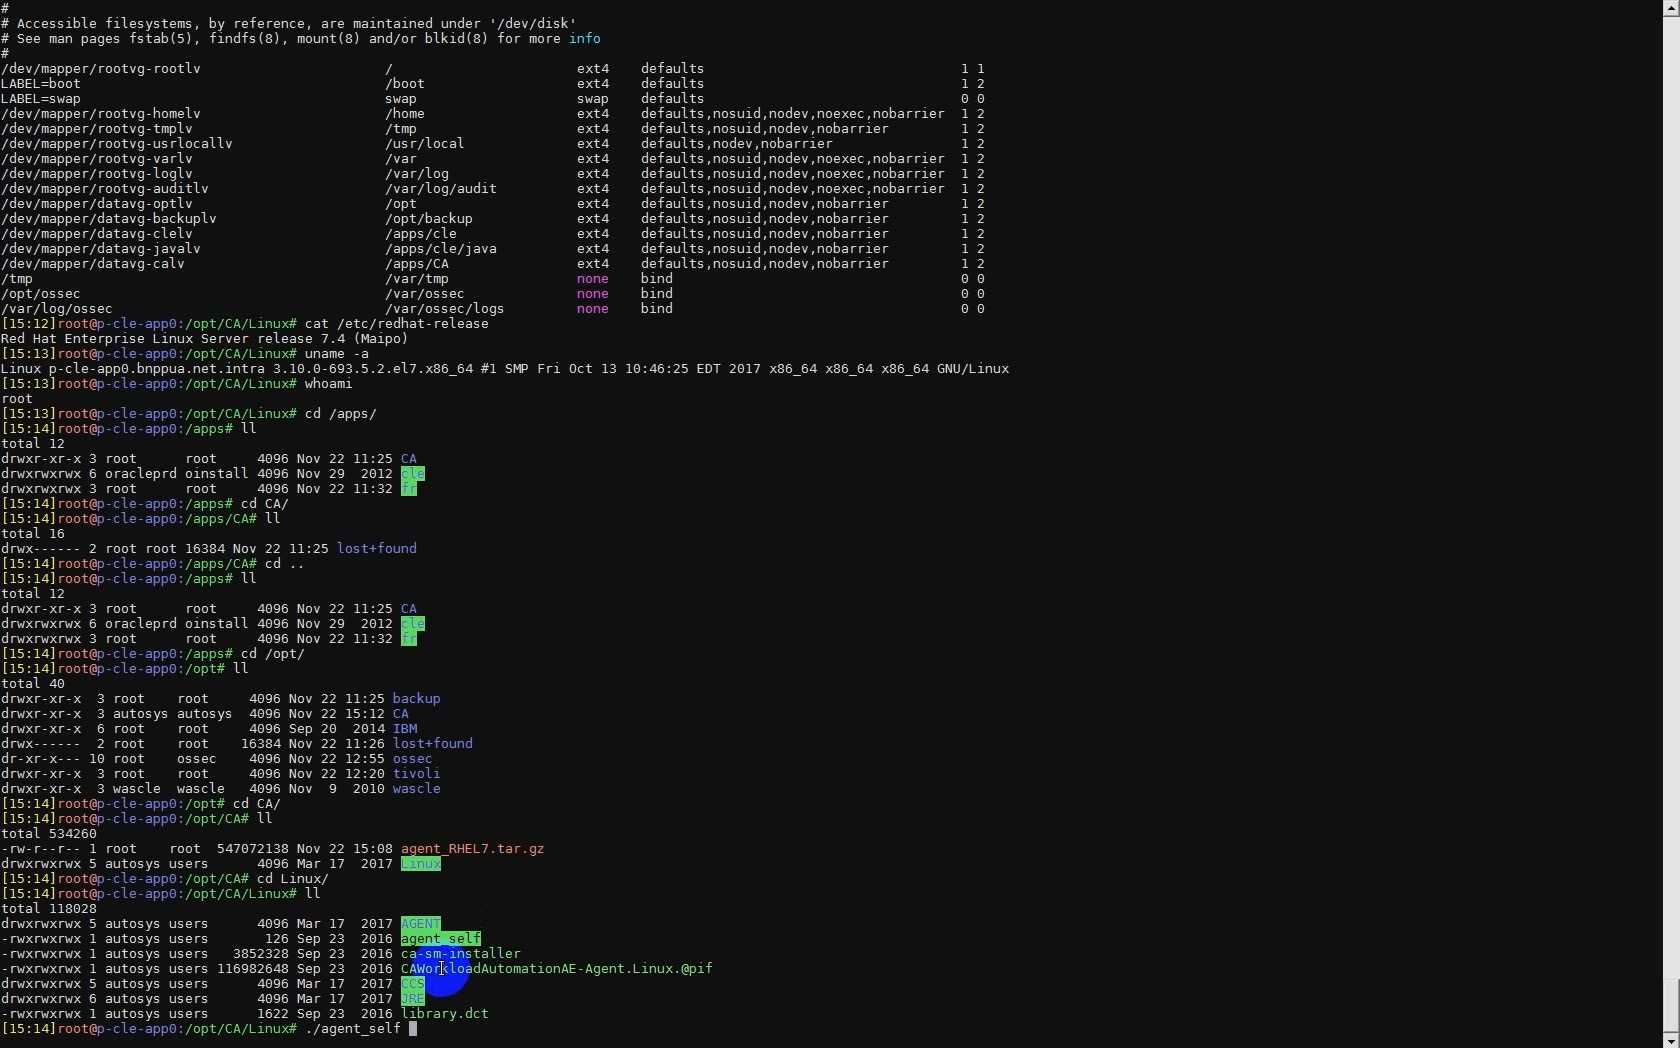 #
# Accessible filesystems, by reference, are maintained under '/dev/disk'
# See man pages fstab(5), findfs(8), mount(8) and/or blkid(8) for more info
#
/dev/mapper/rootvg-rootlv / ext4 defaults 1 1
LABEL=boot /boot ext4 defaults 1 2
LABEL=swap swap swap defaults 0 0
/dev/mapper/rootvg-homelv /home ext4 defaults,nosuid,nodev,noexec,nobarrier 1 2
/dev/mapper/rootvg-tmplv /tmp ext4 defaults,nosuid,nodev,nobarrier 1 2
/dev/mapper/rootvg-usrlocallv /usr/local ext4 defaults,nodev,nobarrier 1 2
/dev/mapper/rootvg-varlv /var ext4 defaults,nosuid,nodev,noexec,nobarrier 1 2
/dev/mapper/rootvg-loglv /var/log ext4 defaults,nosuid,nodev,noexec,nobarrier 1 2
/dev/mapper/rootvg-auditlv /var/log/audit ext4 defaults,nosuid,nodev,noexec,nobarrier 1 2
/dev/mapper/datavg-optlv /opt ext4 defaults,nosuid,nodev,nobarrier 1 2
/dev/mapper/datavg-backuplv /opt/backup ext4 defaults,nosuid,nodev,nobarrier 1 2
/dev/mapper/datavg-clelv /apps/cle ext4 defaults,nosuid,nodev,nobarrier 1 2
/dev/mapper/datavg-javalv /apps/cle/java ext4 defaults,nosuid,nodev,nobarrier 1 2
/dev/mapper/datavg-calv /apps/CA ext4 defaults,nosuid,nodev,nobarrier 1 2
/tmp /var/tmp none bind 0 0
/opt/ossec /var/ossec none bind 0 0
/var/log/ossec /var/ossec/logs none bind 0 0
[15:12]root@p-cle-app0:/opt/CA/Linux# cat /etc/redhat-release
Red Hat Enterprise Linux Server release 7.4 (Maipo)
[15:13]root@p-cle-app0:/opt/CA/Linux# uname -a
Linux p-cle-app0.bnppua.net.intra 3.10.0-693.5.2.el7.x86_64 #1 SMP Fri Oct 13 10:46:25 EDT 2017 x86_64 x86_64 x86_64 GNU/Linux
[15:13]root@p-cle-app0:/opt/CA/Linux# whoami
root
[15:13]root@p-cle-app0:/opt/CA/Linux# cd /apps/
[15:14]root@p-cle-app0:/apps# ll
total 12
drwxr-xr-x 3 root root 4096 Nov 22 11:25 CA
drwxrwxrwx 6 oracleprd oinstall 4096 Nov 29 2012 cle
drwxrwxrwx 3 root root 4096 Nov 22 11:32 fr
[15:14]root@p-cle-app0:/apps# cd CA/
[15:14]root@p-cle-app0:/apps/CA# ll
total 16
drwx------ 2 root root 16384 Nov 22 11:25 lost+found
[15:14]root@p-cle-app0:/apps/CA# cd ..
[15:14]root@p-cle-app0:/apps# ll
total 12
drwxr-xr-x 3 root root 4096 Nov 22 11:25 CA
drwxrwxrwx 6 oracleprd oinstall 4096 Nov 29 2012 cle
drwxrwxrwx 3 root root 4096 Nov 22 11:32 fr
[15:14]root@p-cle-app0:/apps# cd /opt/
[15:14]root@p-cle-app0:/opt# ll
total 40
drwxr-xr-x 3 root root 4096 Nov 22 11:25 backup
drwxr-xr-x 3 autosys autosys 4096 Nov 22 15:12 CA
drwxr-xr-x 6 root root 4096 Sep 20 2014 IBM
drwx------ 2 root root 16384 Nov 22 11:26 lost+found
dr-xr-x--- 10 root ossec 4096 Nov 22 12:55 ossec
drwxr-xr-x 3 root root 4096 Nov 22 12:20 tivoli
drwxr-xr-x 3 wascle wascle 4096 Nov 9 2010 wascle
[15:14]root@p-cle-app0:/opt# cd CA/
[15:14]root@p-cle-app0:/opt/CA# ll
total 534260
-rw-r--r-- 1 root root 547072138 Nov 22 15:08 agent_RHEL7.tar.gz
drwxrwxrwx 5 autosys users 4096 Mar 17 2017 Linux
[15:14]root@p-cle-app0:/opt/CA# cd Linux/
[15:14]root@p-cle-app0:/opt/CA/Linux# ll
total 118028
drwxrwxrwx 5 autosys users 4096 Mar 17 2017 AGENT
-rwxrwxrwx 1 autosys users 126 Sep 23 2016 agent_self
-rwxrwxrwx 1 autosys users 3852328 Sep 23 2016 ca-sm-installer
-rwxrwxrwx 1 autosys users 116982648 Sep 23 2016 CAWorkloadAutomationAE-Agent.Linux.@pif
drwxrwxrwx 5 autosys users 4096 Mar 17 2017 CCS
drwxrwxrwx 6 autosys users 4096 Mar 17 2017 JRE
-rwxrwxrwx 1 autosys users 1622 Sep 23 2016 library.dct
[15:14]root@p-cle-app0:/opt/CA/Linux# ./agent_self